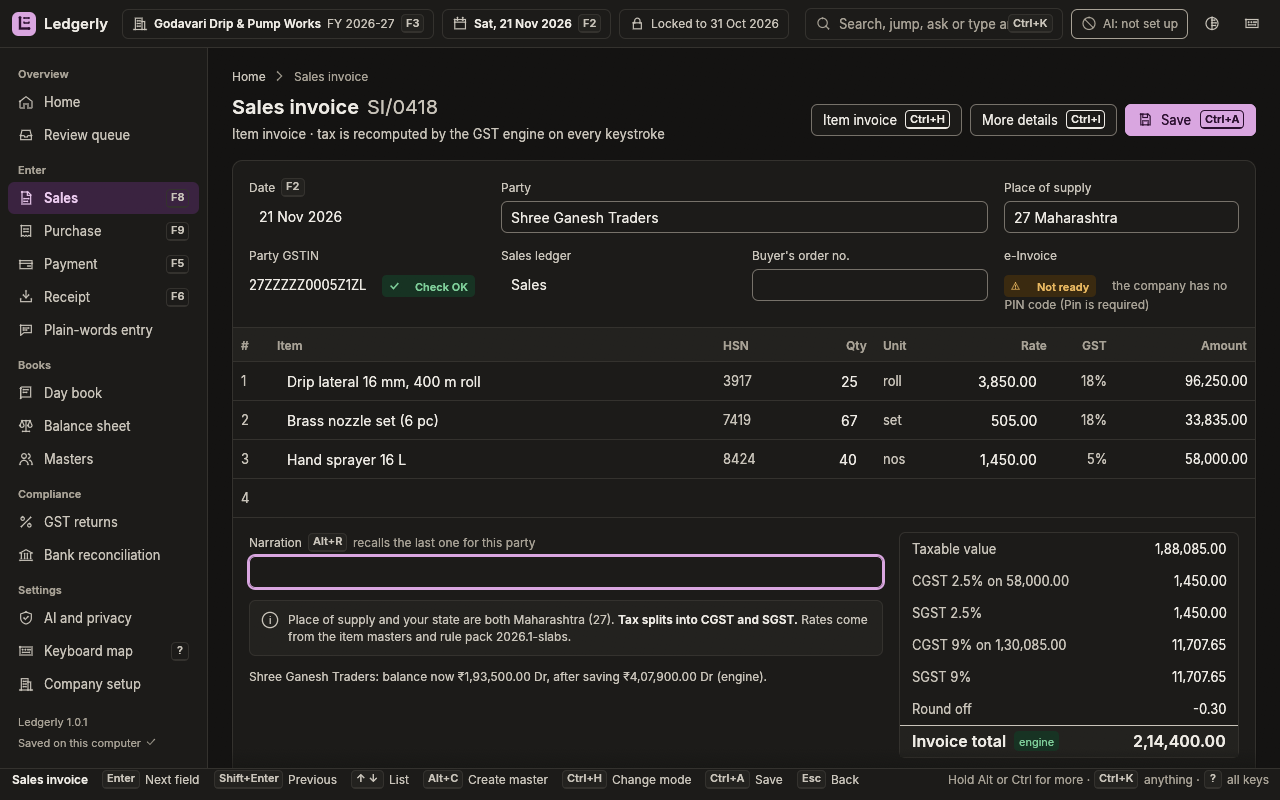 Ledgerly
Godavari Drip & Pump Works FY 2026-27 F3
Sat, 21 Nov 2026 F2
Locked to 31 Oct 2026
Search, jump, ask or type a Ctrl+K
AI: not set up
Overview
Home
Review queue
Enter
Sales F8
Purchase F9
Payment F5
Receipt F6
Plain-words entry
Books
Day book
Balance sheet
Masters
Compliance
GST returns
Bank reconciliation
Settings
AI and privacy
Keyboard map ?
Company setup
Ledgerly 1.0.1
Saved on this computer
Home Sales invoice
Sales invoice SI/0418
Item invoice · tax is recomputed by the GST engine on every keystroke
Item invoice Ctrl+H
More details Ctrl+I
Save Ctrl+A
Date F2
21 Nov 2026
Party
Shree Ganesh Traders
Place of supply
27 Maharashtra
Party GSTIN
27ZZZZZ0005Z1ZL Check OK
Sales ledger
Sales
Buyer's order no.
e-Invoice
Not ready the company has no
PIN code (Pin is required)
# Item HSN Qty Unit Rate GST Amount
1 Drip lateral 16 mm, 400 m roll 3917 25 roll 3,850.00 18% 96,250.00
2 Brass nozzle set (6 pc) 7419 67 set 505.00 18% 33,835.00
3 Hand sprayer 16 L 8424 40 nos 1,450.00 5% 58,000.00
4
Narration Alt+R recalls the last one for this party
Place of supply and your state are both Maharashtra (27). Tax splits into CGST and SGST. Rates come
from the item masters and rule pack 2026.1-slabs.
Shree Ganesh Traders: balance now ₹1,93,500.00 Dr, after saving ₹4,07,900.00 Dr (engine).
Taxable value 1,88,085.00
CGST 2.5% on 58,000.00 1,450.00
SGST 2.5% 1,450.00
CGST 9% on 1,30,085.00 11,707.65
SGST 9% 11,707.65
Round off -0.30
Invoice total engine 2,14,400.00
Sales invoice Enter Next field Shift+Enter Previous ↑ ↓ List Alt+C Create master Ctrl+H Change mode Ctrl+A Save Esc Back
Hold Alt or Ctrl for more · Ctrl+K anything · ? all keys